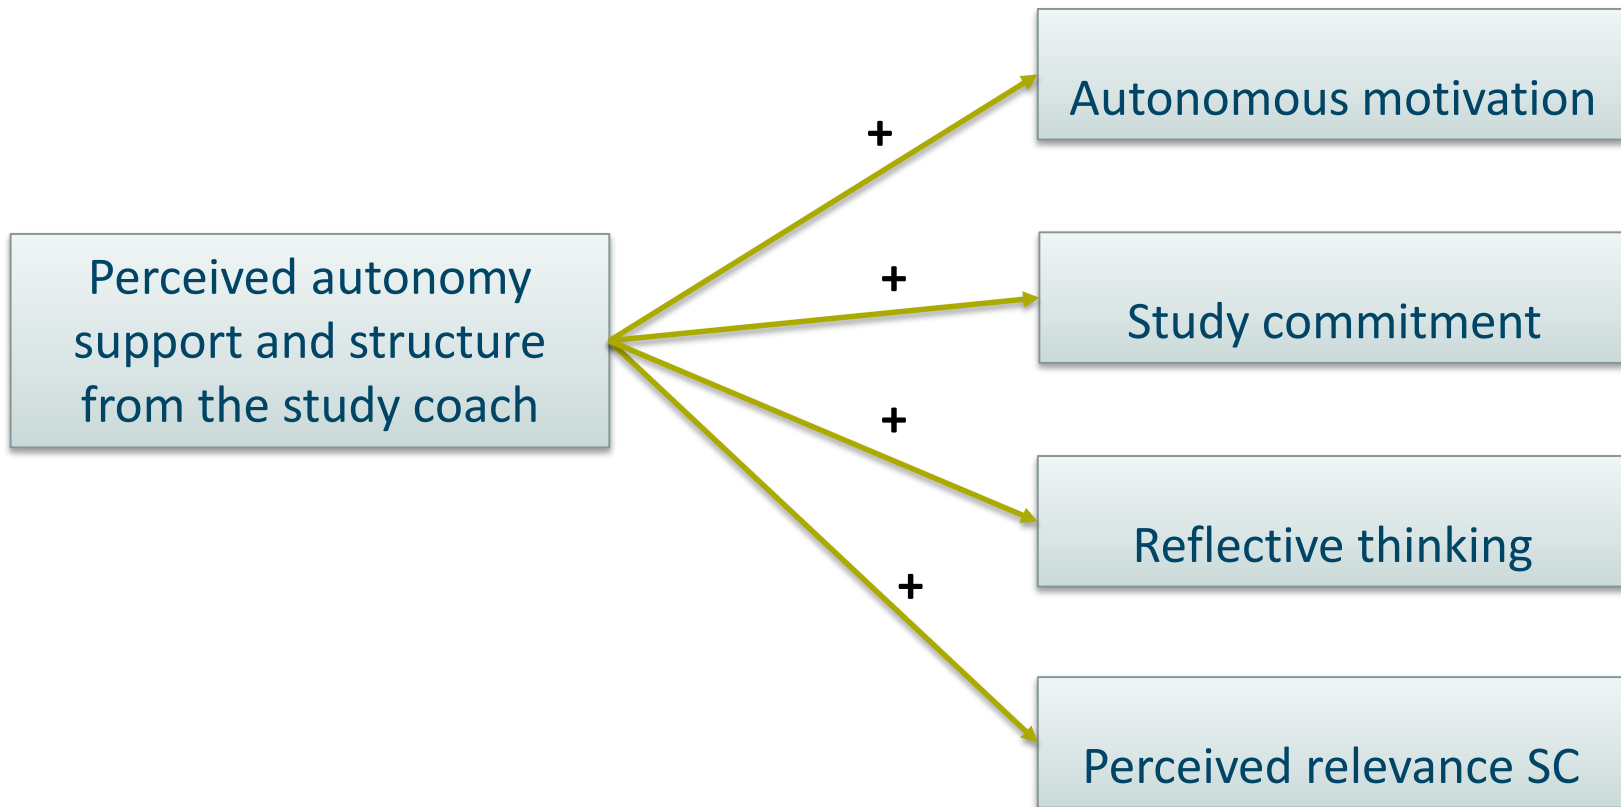 Perceived autonomy
support and structure
from the study coach
+
Autonomous motivation
+
Study commitment
+
Reflective thinking
+
Perceived relevance SC